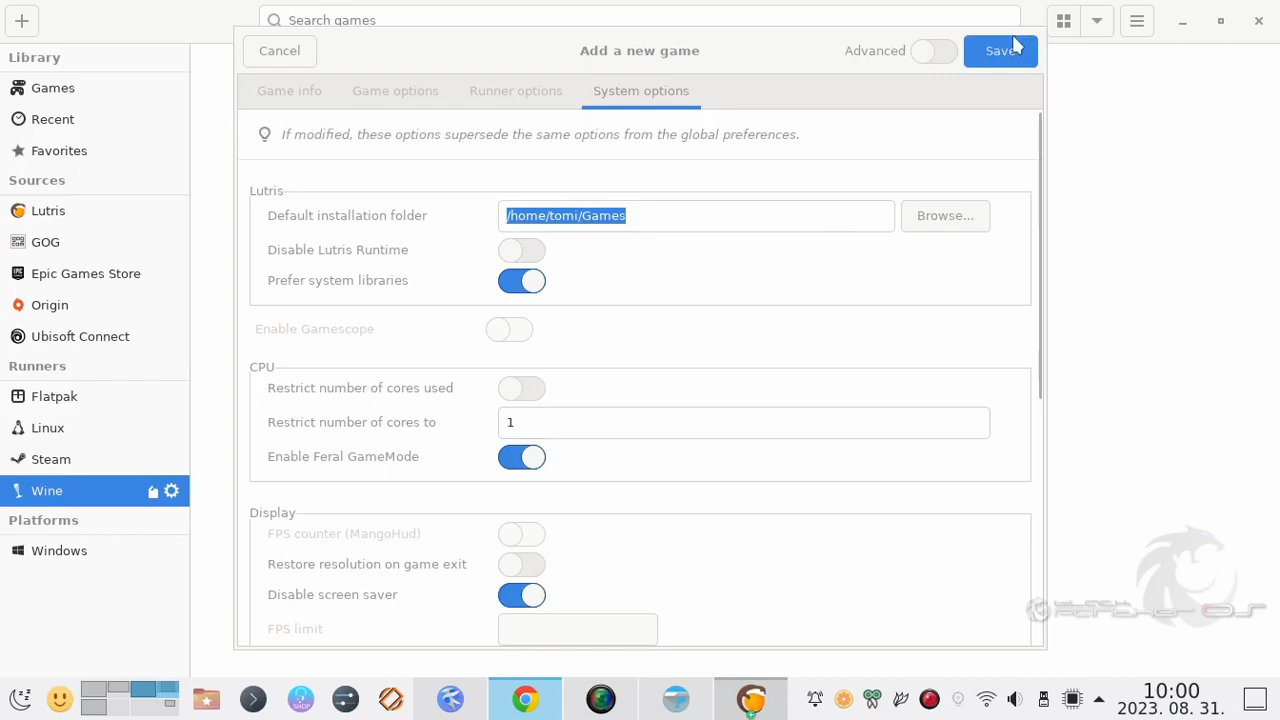 Search games
Cancel
Add a new game
Advanced
Save
Game info
Game options
Runner options
System options
If modified, these options supersede the same options from the global preferences.
Library
Games
Recent
Favorites
Sources
Lutris
GOG
Epic Games Store
Origin
Ubisoft Connect
Runners
Flatpak
Linux
Steam
Wine
Platforms
Windows
Lutris
Default installation folder
/home/tomi/Games
Browse...
Disable Lutris Runtime
Prefer system libraries
Enable Gamescope
CPU
Restrict number of cores used
Restrict number of cores to
1
Enable Feral GameMode
Display
FPS counter (MangoHud)
Restore resolution on game exit
Disable screen saver
FPS limit
SHOP
10:00
2023. 08. 31.